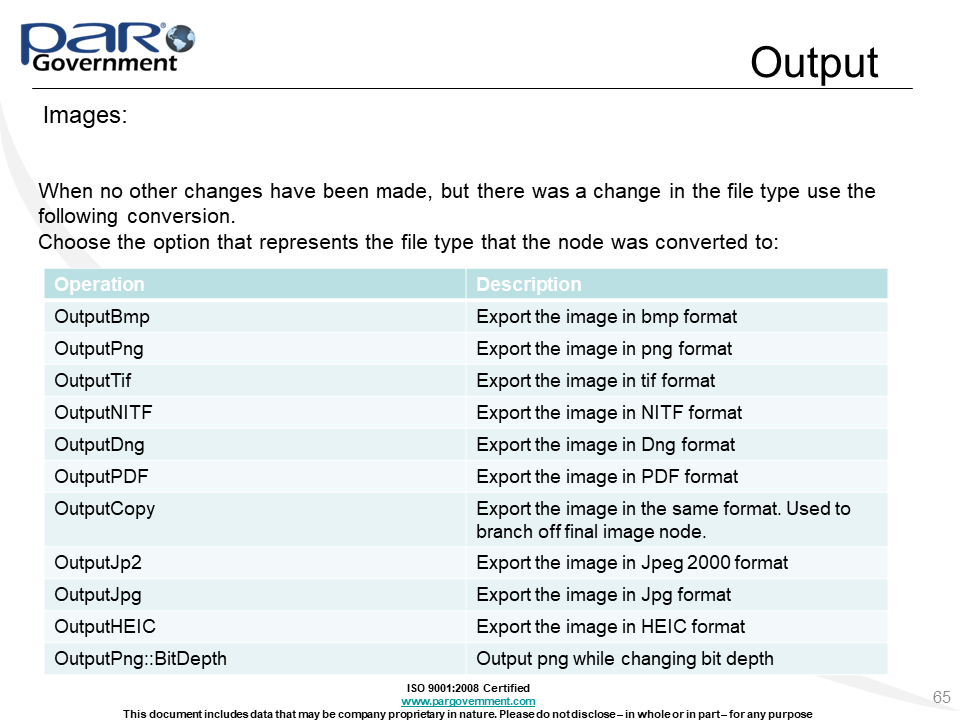 PAR Government
Output
Images:
When no other changes have been made, but there was a change in the file type use the
following conversion.
Choose the option that represents the file type that the node was converted to:
Operation Description
OutputBmp Export the image in bmp format
OutputPng Export the image in png format
OutputTif Export the image in tif format
OutputNITF Export the image in NITF format
OutputDng Export the image in Dng format
OutputPDF Export the image in PDF format
OutputCopy Export the image in the same format. Used to
branch off final image node.
OutputJp2 Export the image in Jpeg 2000 format
OutputJpg Export the image in Jpg format
OutputHEIC Export the image in HEIC format
OutputPng::BitDepth Output png while changing bit depth
ISO 9001:2008 Certified
www.pargovernment.com
This document includes data that may be company proprietary in nature. Please do not disclose – in whole or in part – for any purpose
65